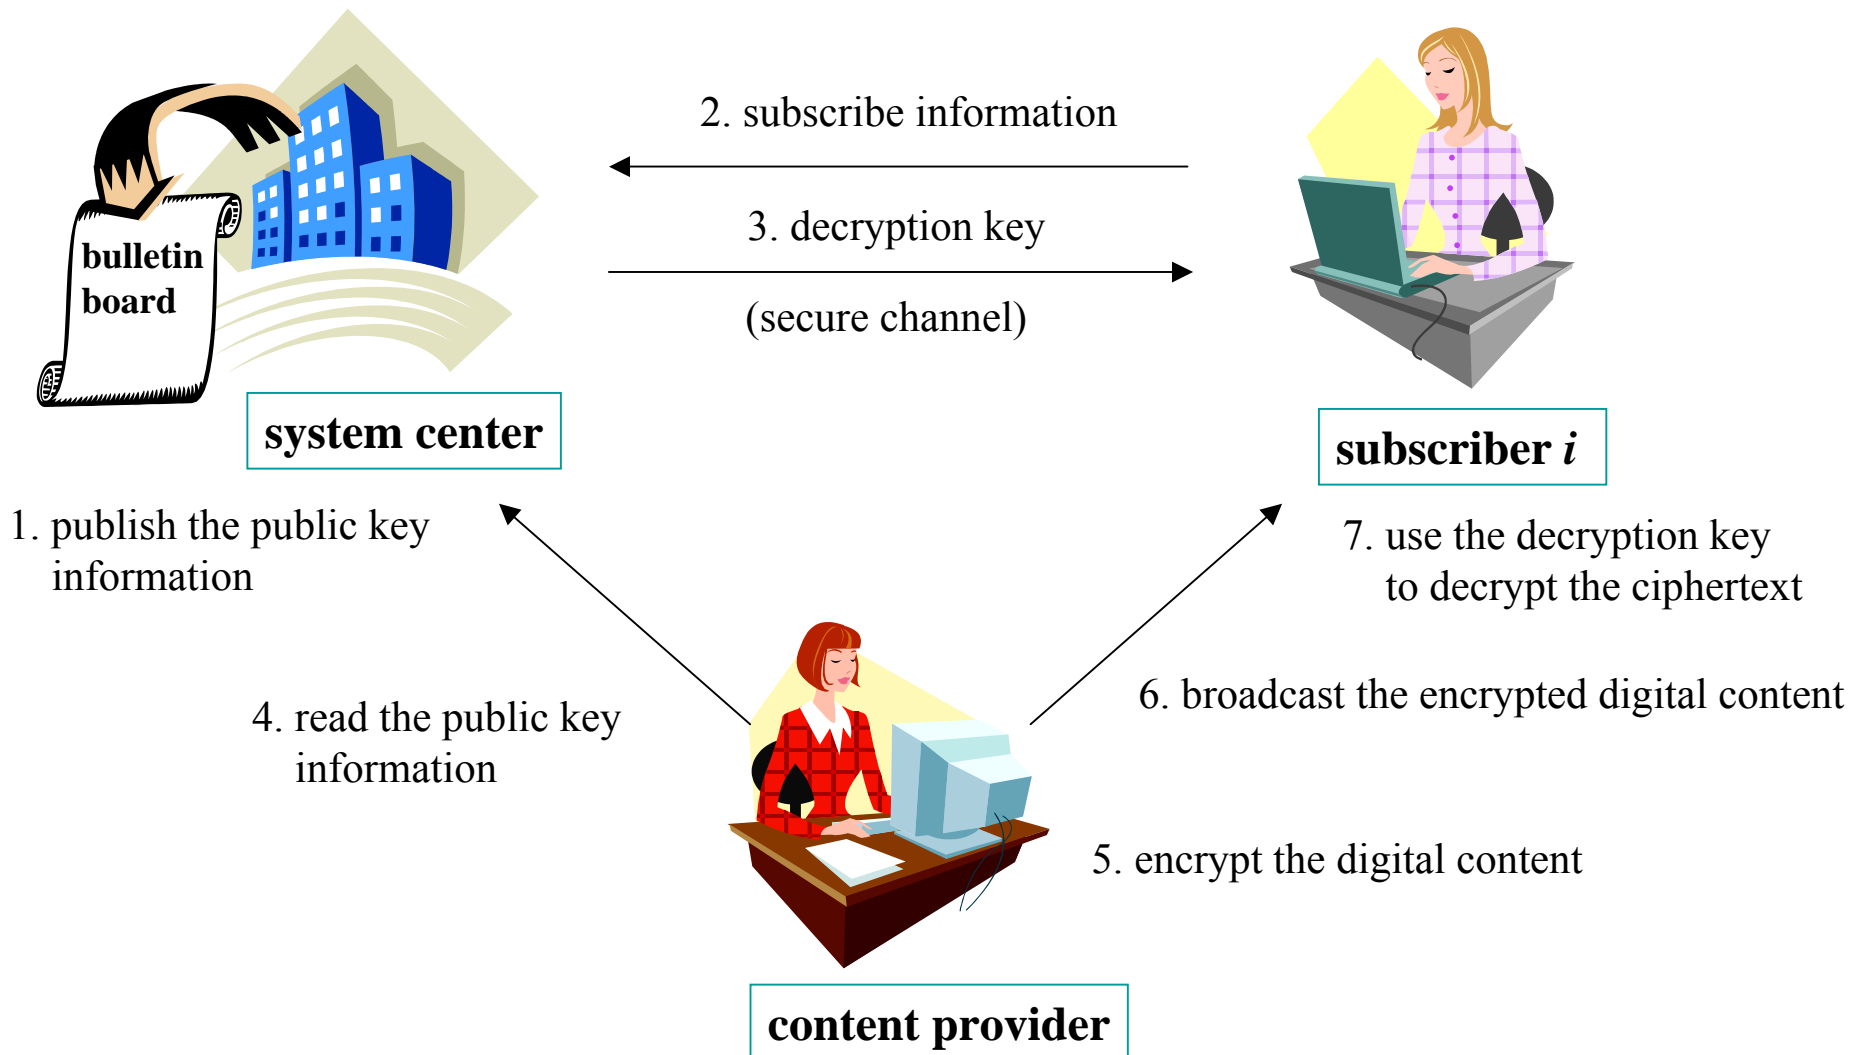 2. subscribe information
3. decryption key
(secure channel)
bulletin
board
system center
subscriber i
1. publish the public key
information
7. use the decryption key
to decrypt the ciphertext
4. read the public key
information
6. broadcast the encrypted digital content
5. encrypt the digital content
content provider